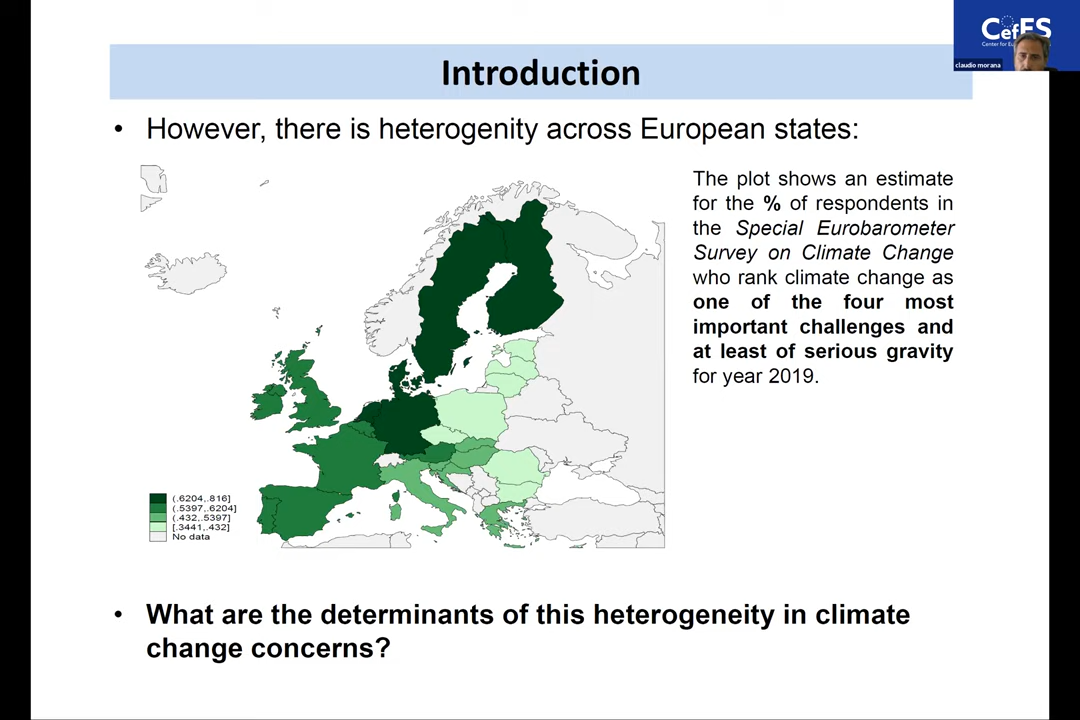 CefES
claudio morana
Introduction
• However, there is heterogenity across European states:
The plot shows an estimate
for the % of respondents in
the Special Eurobarometer
Survey on Climate Change
who rank climate change as
one of the four most
important challenges and
at least of serious gravity
for year 2019.
(.6204,.816]
(.5397,.6204]
(.432,.5397]
[.3441,.432]
No data
• What are the determinants of this heterogeneity in climate
change concerns?